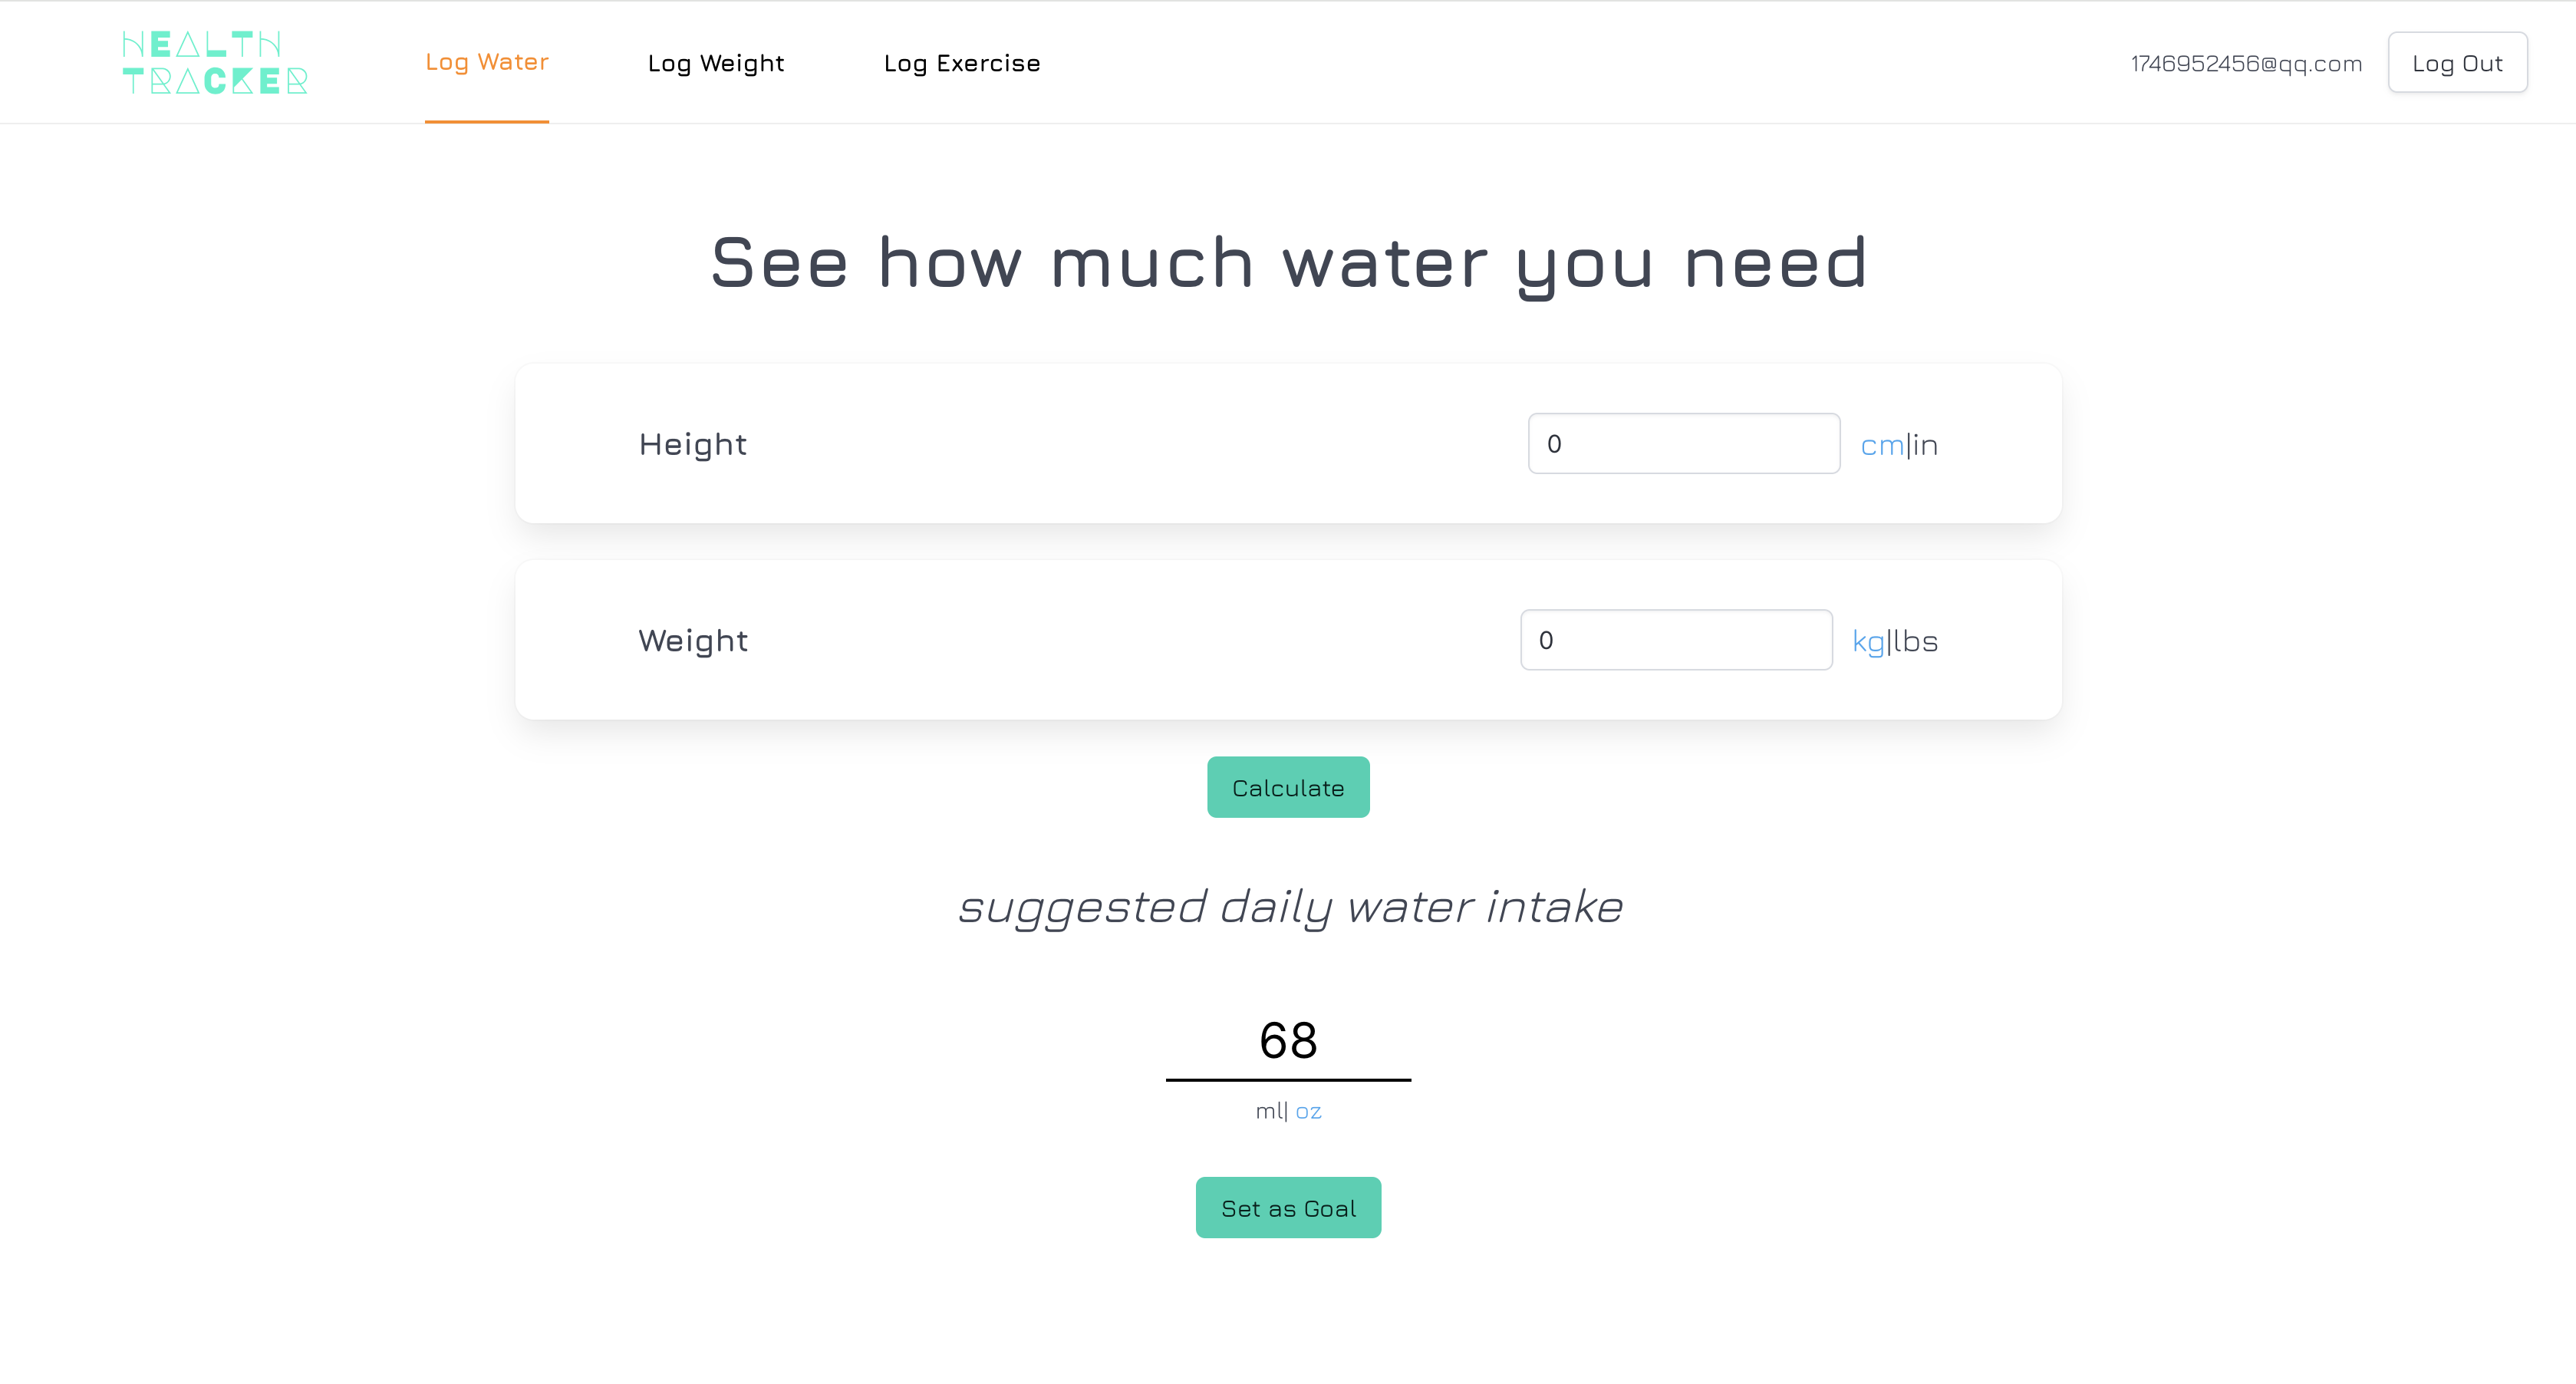 HEALTH
TRACKER
Log Water
Log Weight
Log Exercise
1746952456@qq.com
Log Out
See how much water you need
Height
0
cm|in
Weight
0
kg|lbs
Calculate
suggested daily water intake
68
ml| oz
Set as Goal